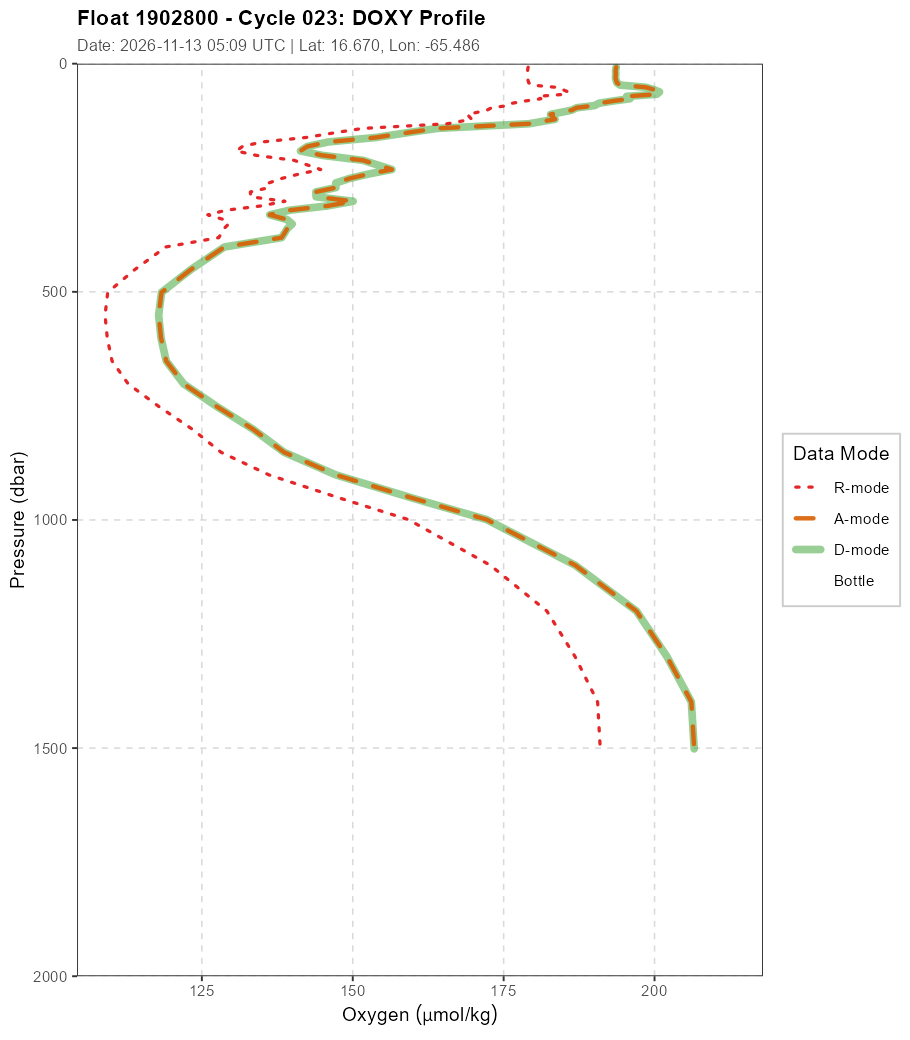 Float 1902800 - Cycle 023: DOXY Profile
Date: 2026-11-13 05:09 UTC | Lat: 16.670, Lon: -65.486
0
500
1000
1500
2000
Pressure (dbar)
125 150 175 200
Oxygen (µmol/kg)
Data Mode
R-mode
A-mode
D-mode
Bottle